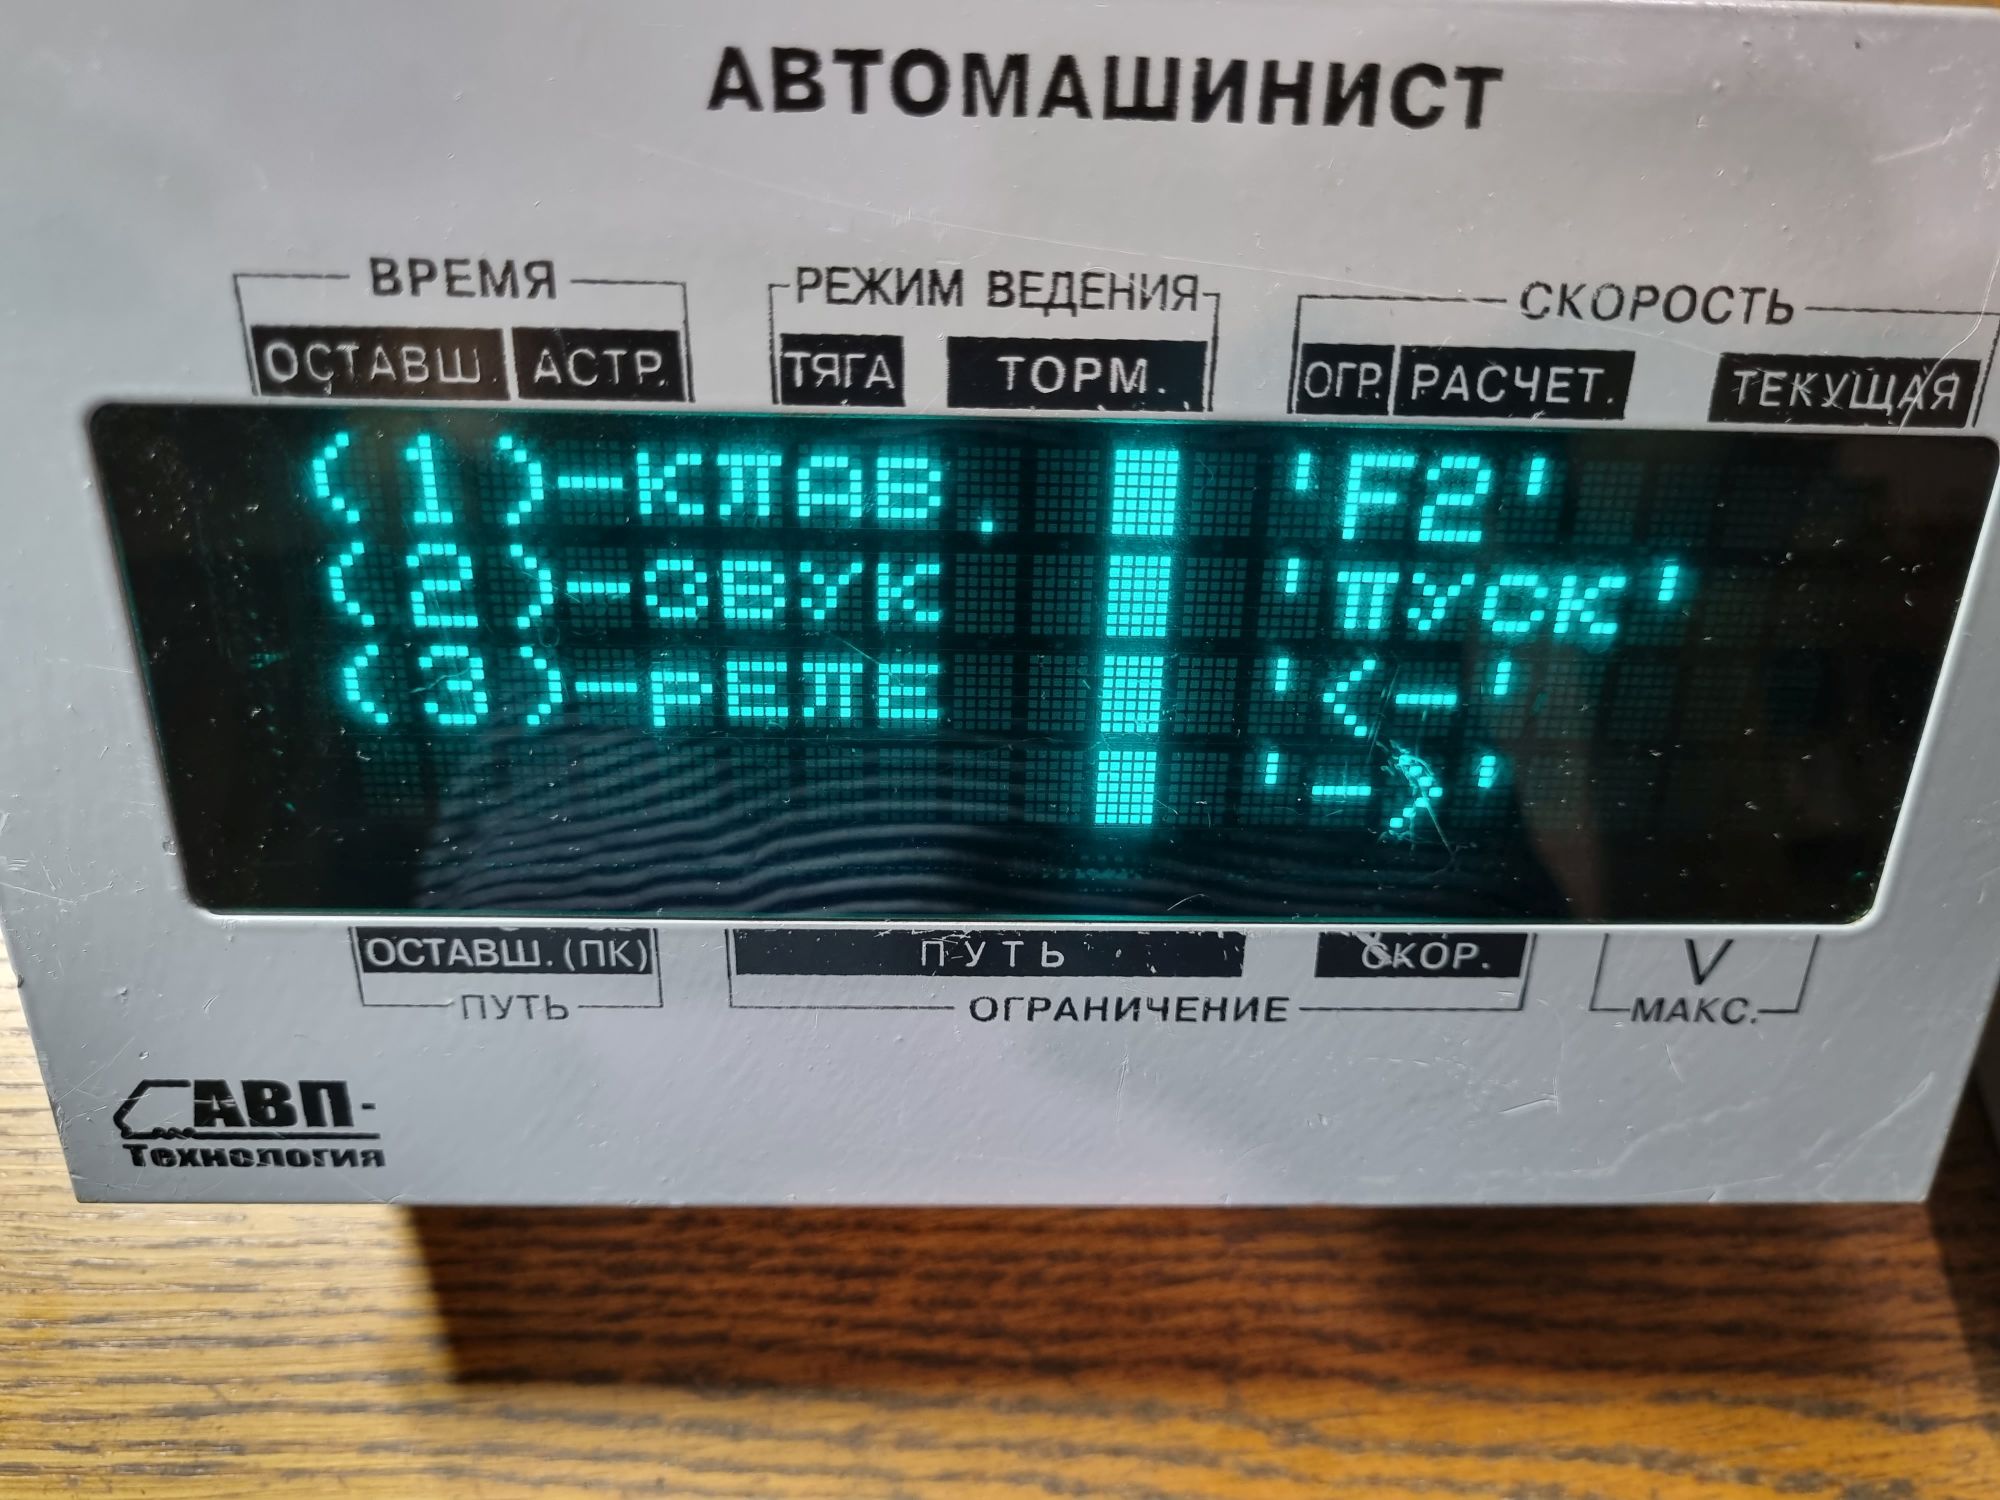 АВТОМАШИНИСТ
ВРЕМЯ РЕЖИМ ВЕДЕНИЯ СКОРОСТЬ
ОСТАВШ. АСТР. ТЯГА ТОРМ. ОГР. РАСЧЕТ. ТЕКУЩАЯ
(1)-КЛАВ. 'F2'
(2)-ЗВУК 'ПУСК'
(3)-РЕЛЕ '<-'
'->'
ОСТАВШ.(ПК) ПУТЬ СКОР. V
ПУТЬ ОГРАНИЧЕНИЕ МАКС.
АВП-
Технология